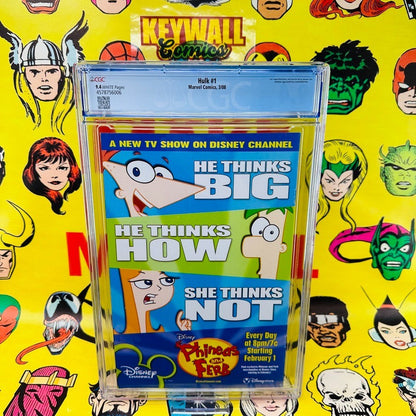 KEYWALL
Comics
CGC
Hulk #1
9.4 WHITE Pages
Marvel Comics, 3/08
4578756006
A NEW TV SHOW ON DISNEY CHANNEL
HE THINKS
BIG
HE THINKS
HOW
SHE THINKS
NOT
Disney
Phineas
and
FERB
Every Day
at 8pm/7c
Starting
February 1
Disney
CHANNEL